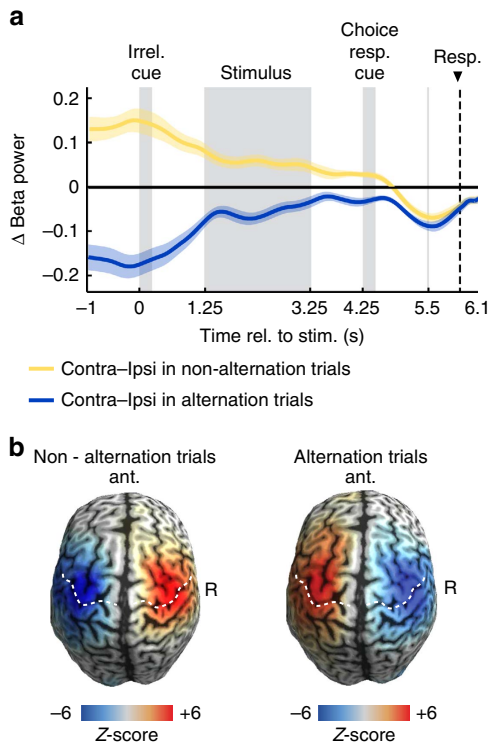 a
Irrel.
cue
Stimulus
Choice
resp.
cue
Resp.
Δ Beta power
0.2
0.1
0
–0.1
–0.2
–1
0
1.25
3.25
4.25
5.5
6.1
Time rel. to stim. (s)
Contra–Ipsi in non-alternation trials
Contra–Ipsi in alternation trials
b
Non - alternation trials
ant.
Alternation trials
ant.
R
R
–6
+6
Z-score
–6
+6
Z-score